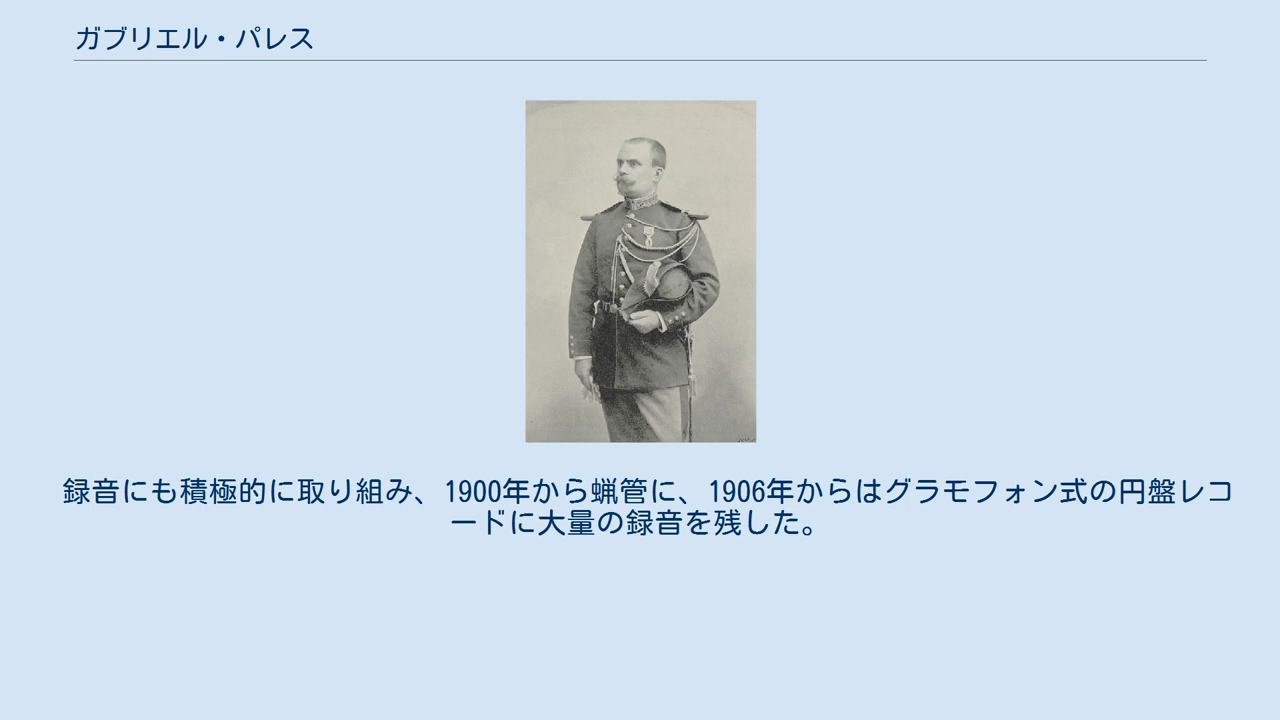 ガブリエル・パレス
録音にも積極的に取り組み、1900年から蝋管に、1906年からはグラモフォン式の円盤レコ
ードに大量の録音を残した。